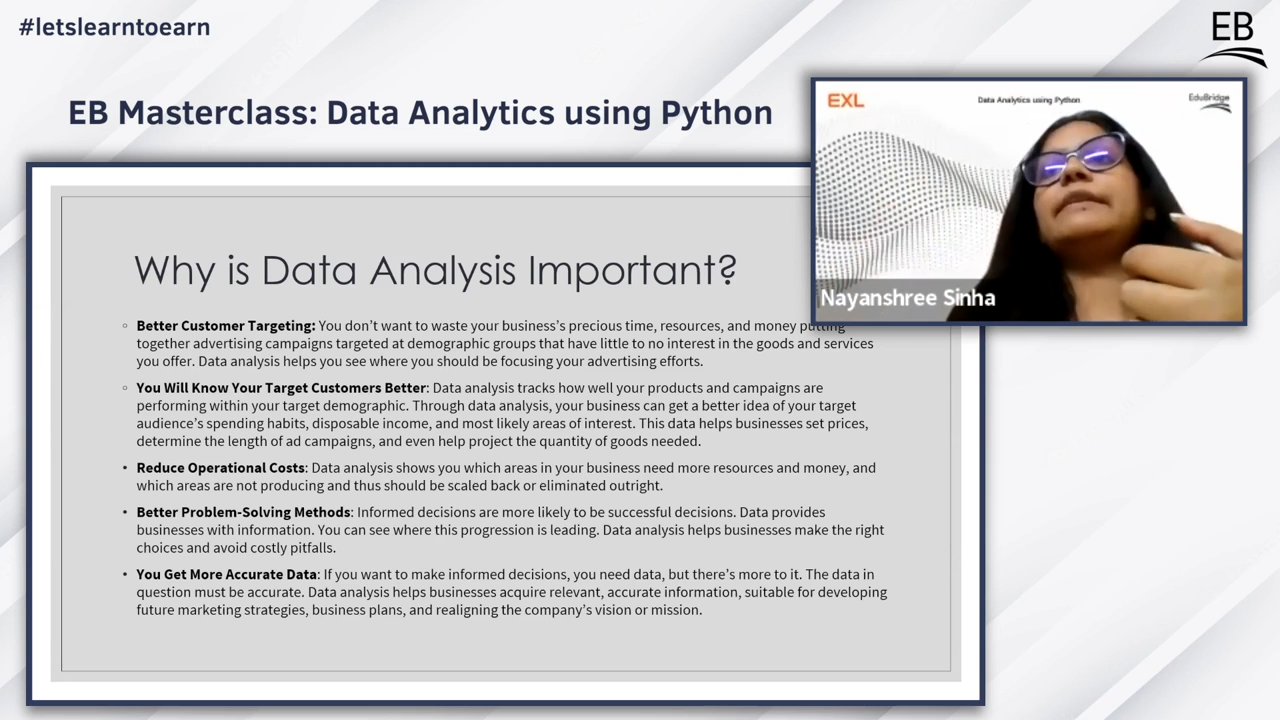 #letslearntoearn
EB
EB Masterclass: Data Analytics using Python
EXL
Data Analytics using Python
EduBridge
Nayanshree Sinha
Why is Data Analysis Important?
◦ Better Customer Targeting: You don’t want to waste your business’s precious time, resources, and money putting
together advertising campaigns targeted at demographic groups that have little to no interest in the goods and services
you offer. Data analysis helps you see where you should be focusing your advertising efforts.
◦ You Will Know Your Target Customers Better: Data analysis tracks how well your products and campaigns are
performing within your target demographic. Through data analysis, your business can get a better idea of your target
audience’s spending habits, disposable income, and most likely areas of interest. This data helps businesses set prices,
determine the length of ad campaigns, and even help project the quantity of goods needed.
• Reduce Operational Costs: Data analysis shows you which areas in your business need more resources and money, and
which areas are not producing and thus should be scaled back or eliminated outright.
• Better Problem-Solving Methods: Informed decisions are more likely to be successful decisions. Data provides
businesses with information. You can see where this progression is leading. Data analysis helps businesses make the right
choices and avoid costly pitfalls.
• You Get More Accurate Data: If you want to make informed decisions, you need data, but there’s more to it. The data in
question must be accurate. Data analysis helps businesses acquire relevant, accurate information, suitable for developing
future marketing strategies, business plans, and realigning the company’s vision or mission.